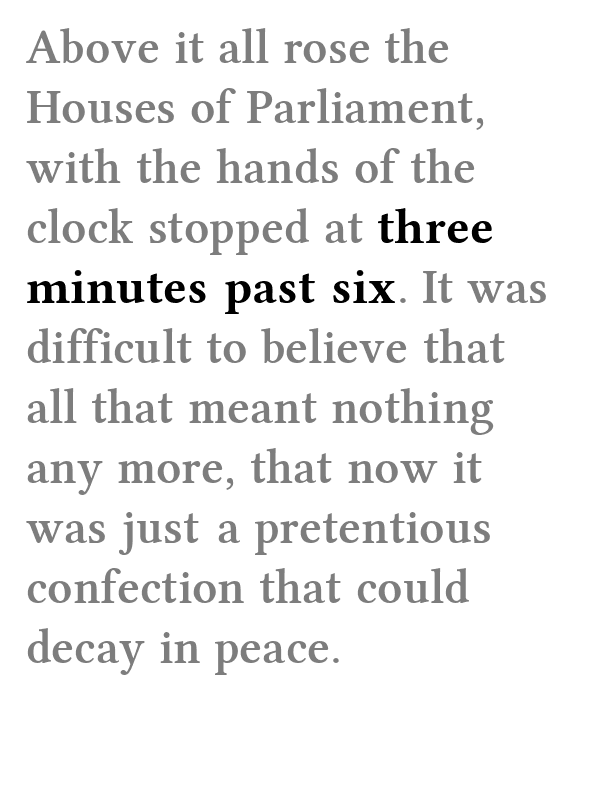 Above it all rose the
Houses of Parliament,
with the hands of the
clock stopped at three
minutes past six. It was
difficult to believe that
all that meant nothing
any more, that now it
was just a pretentious
confection that could
decay in peace.